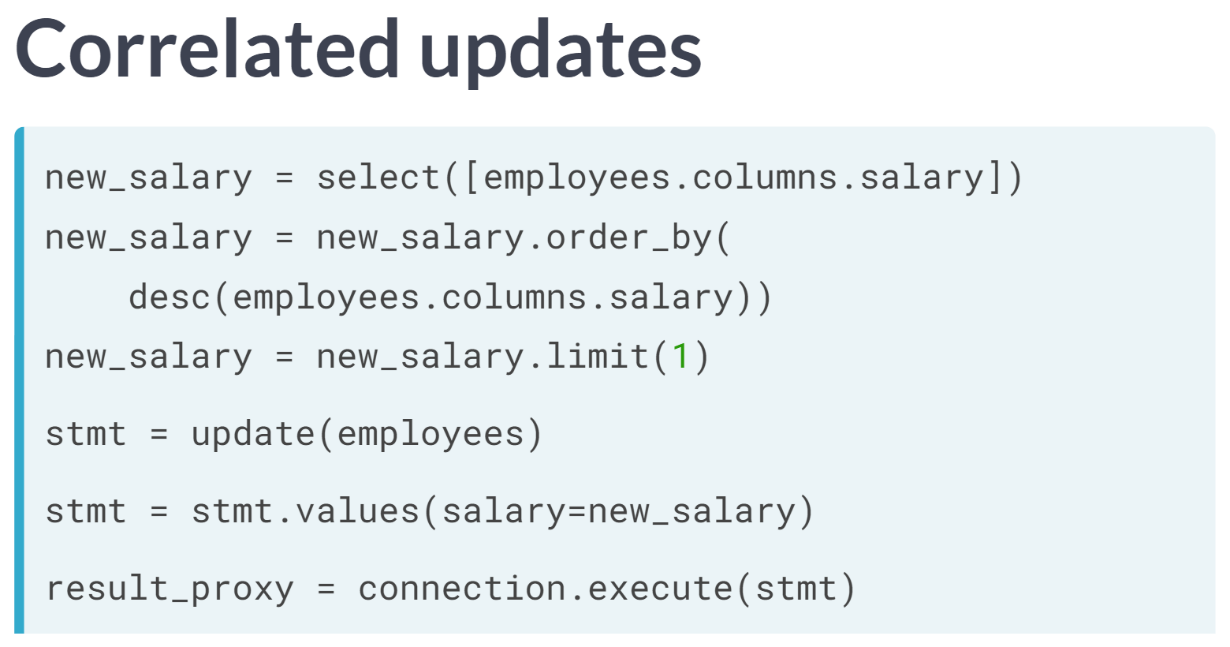 Correlated updates
new_salary = select([employees.columns.salary])
new_salary = new_salary.order_by(
    desc(employees.columns.salary))
new_salary = new_salary.limit(1)
stmt = update(employees)
stmt = stmt.values(salary=new_salary)
result_proxy = connection.execute(stmt)